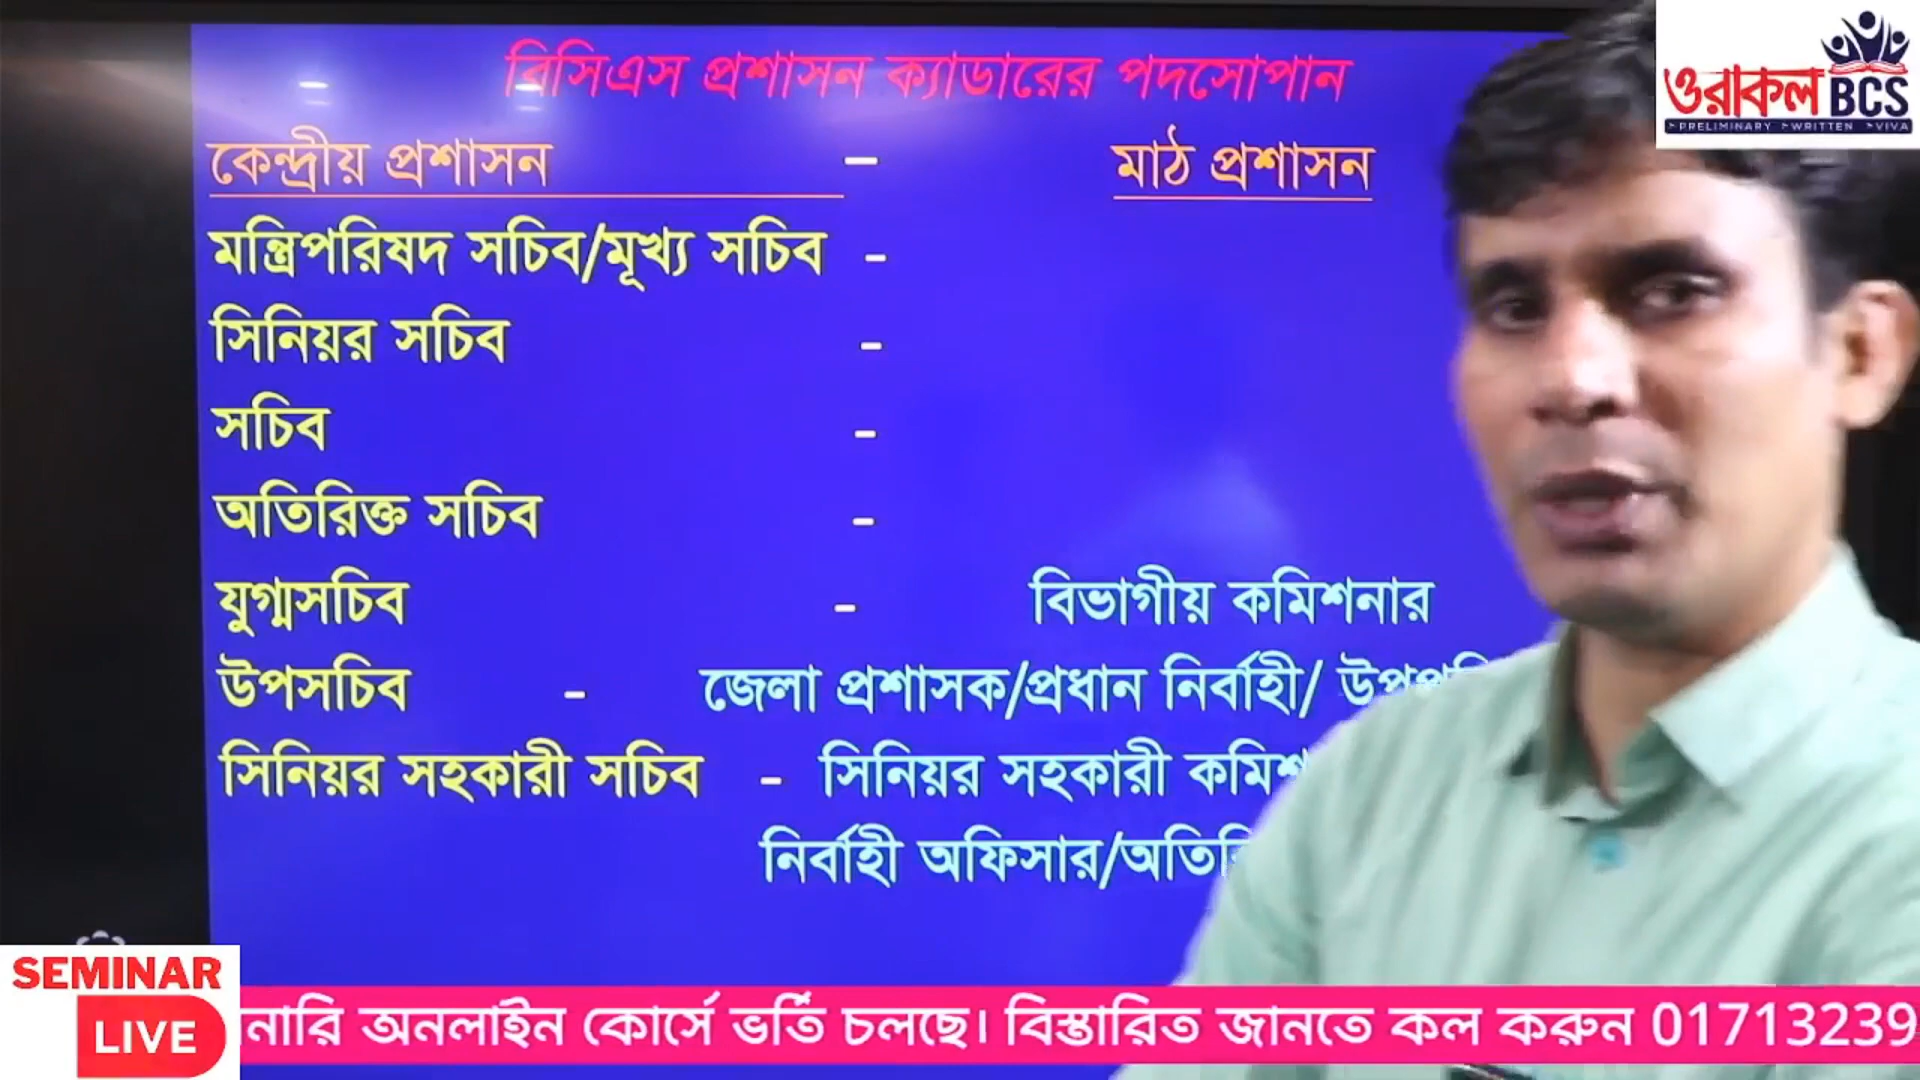 বিসিএস প্রশাসন ক্যাডারের পদসোপান
ওরাকল BCS
PRELIMINARY WRITTEN VIVA
কেন্দ্রীয় প্রশাসন - মাঠ প্রশাসন
মন্ত্রিপরিষদ সচিব/মূখ্য সচিব -
সিনিয়র সচিব -
সচিব -
অতিরিক্ত সচিব -
যুগ্মসচিব - বিভাগীয় কমিশনার
উপসচিব - জেলা প্রশাসক/প্রধান নির্বাহী/
সিনিয়র সহকারী সচিব - সিনিয়র সহকারী
নির্বাহী অফিসার/
SEMINAR
LIVE
নারি অনলাইন কোর্সে ভর্তি চলছে। বিস্তারিত জানতে কল করুন 01713239